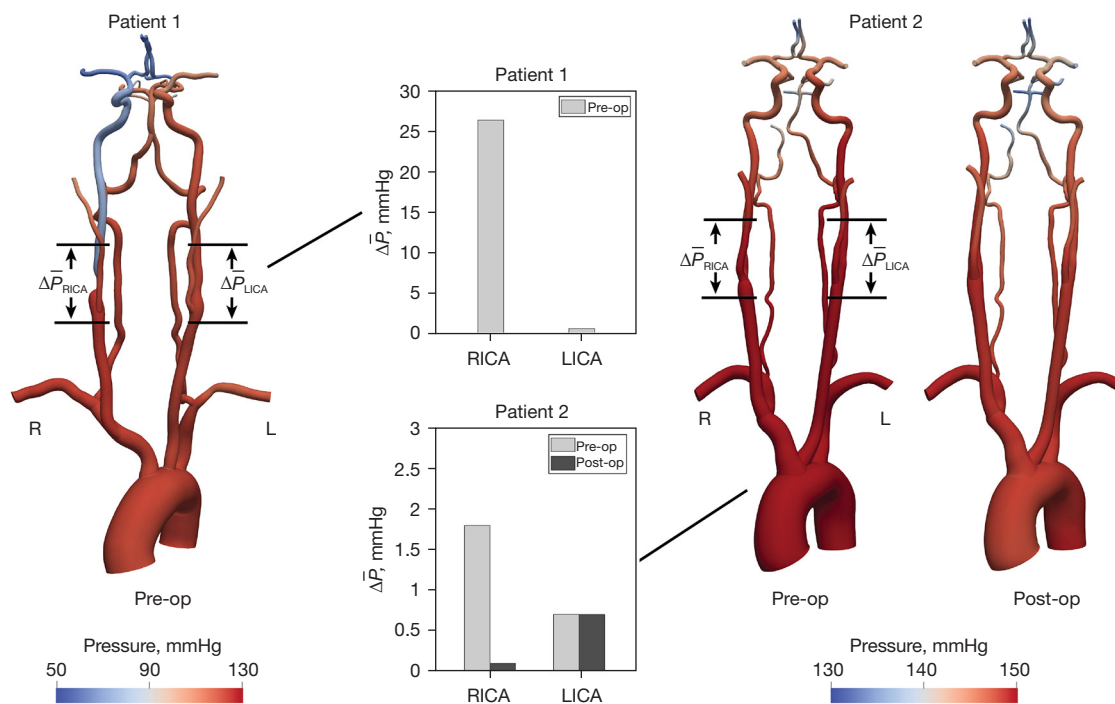 Patient 1
ΔP̅RICA
ΔP̅LICA
R
L
Pre-op
Pressure, mmHg
50
90
130
Patient 1
30
25
20
15
10
5
0
ΔP̅, mmHg
Pre-op
RICA
LICA
Patient 2
3
2.5
2
1.5
1
0.5
0
ΔP̅, mmHg
Pre-op
Post-op
RICA
LICA
Patient 2
ΔP̅RICA
ΔP̅LICA
R
L
Pre-op
Post-op
Pressure, mmHg
130
140
150